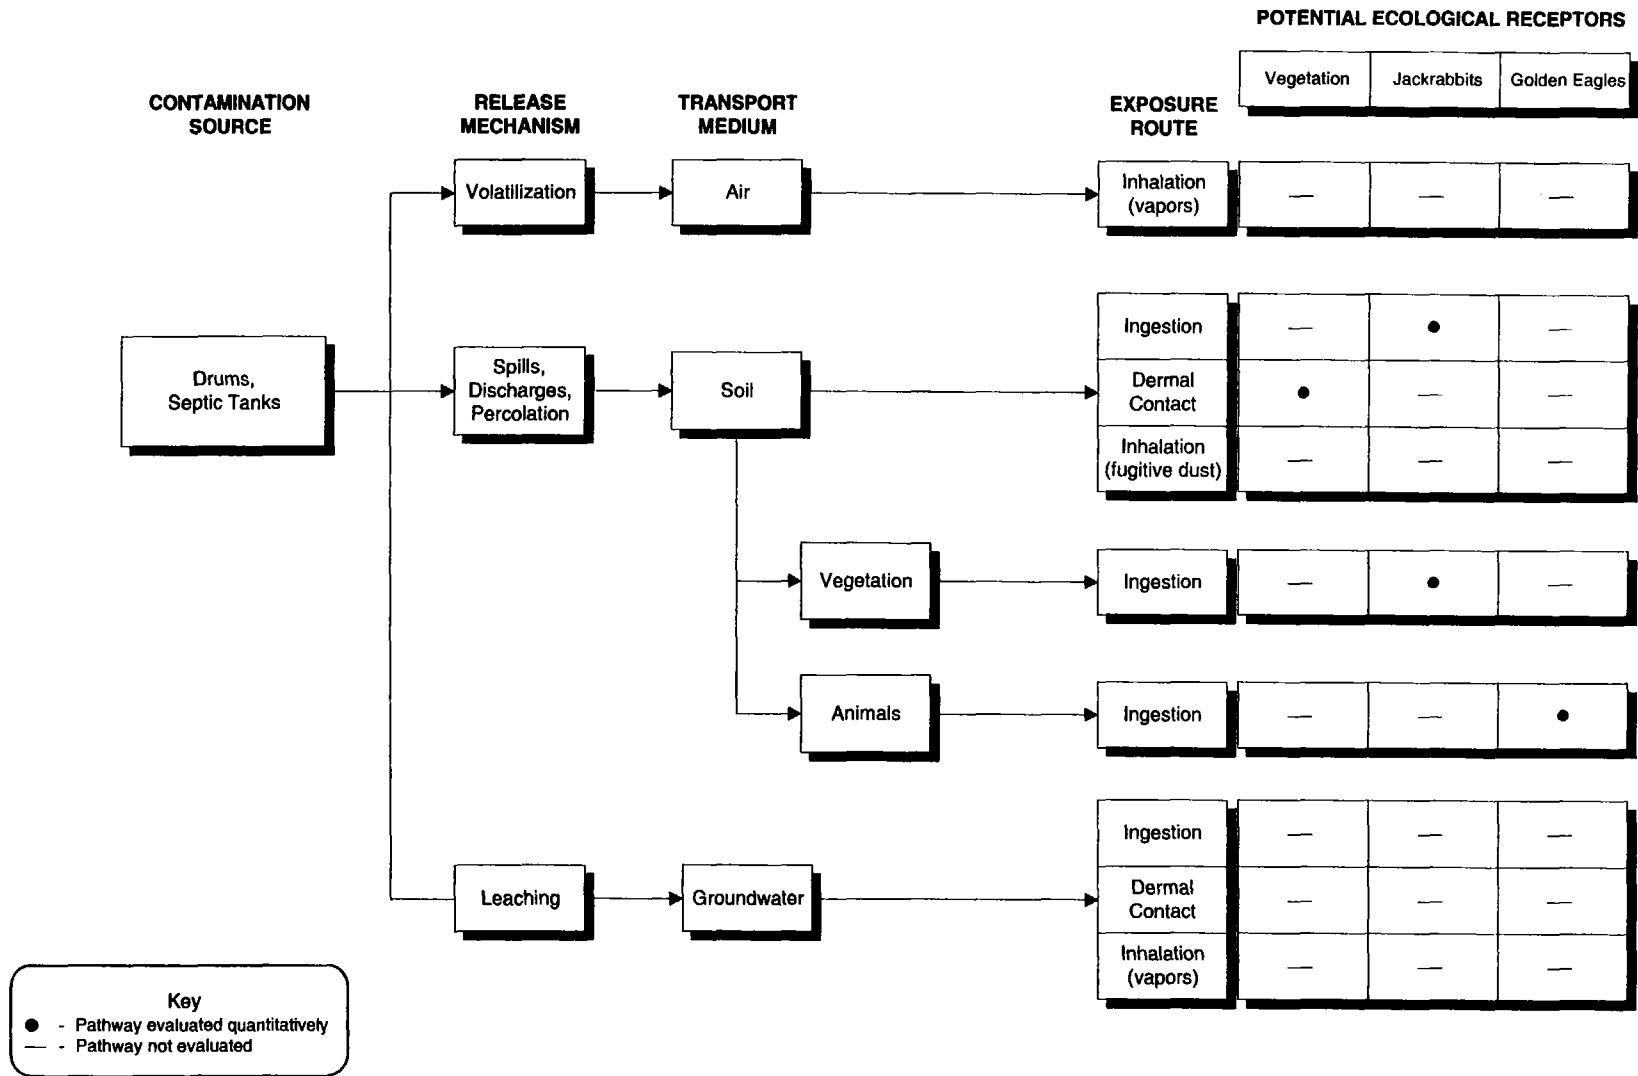 POTENTIAL ECOLOGICAL RECEPTORS
Vegetation
Jackrabbits
Golden Eagles
CONTAMINATION
SOURCE
RELEASE
MECHANISM
TRANSPORT
MEDIUM
EXPOSURE
ROUTE
Volatilization
Air
Inhalation
(vapors)
— — —
Drums,
Septic Tanks
Spills,
Discharges,
Percolation
Soil
Ingestion
— ● —
Dermal
Contact
● — —
Inhalation
(fugitive dust)
— — —
Vegetation
Ingestion
— ● —
Animals
Ingestion
— — ●
Leaching
Groundwater
Ingestion
— — —
Dermal
Contact
— — —
Inhalation
(vapors)
— — —
Key
● - Pathway evaluated quantitatively
— - Pathway not evaluated